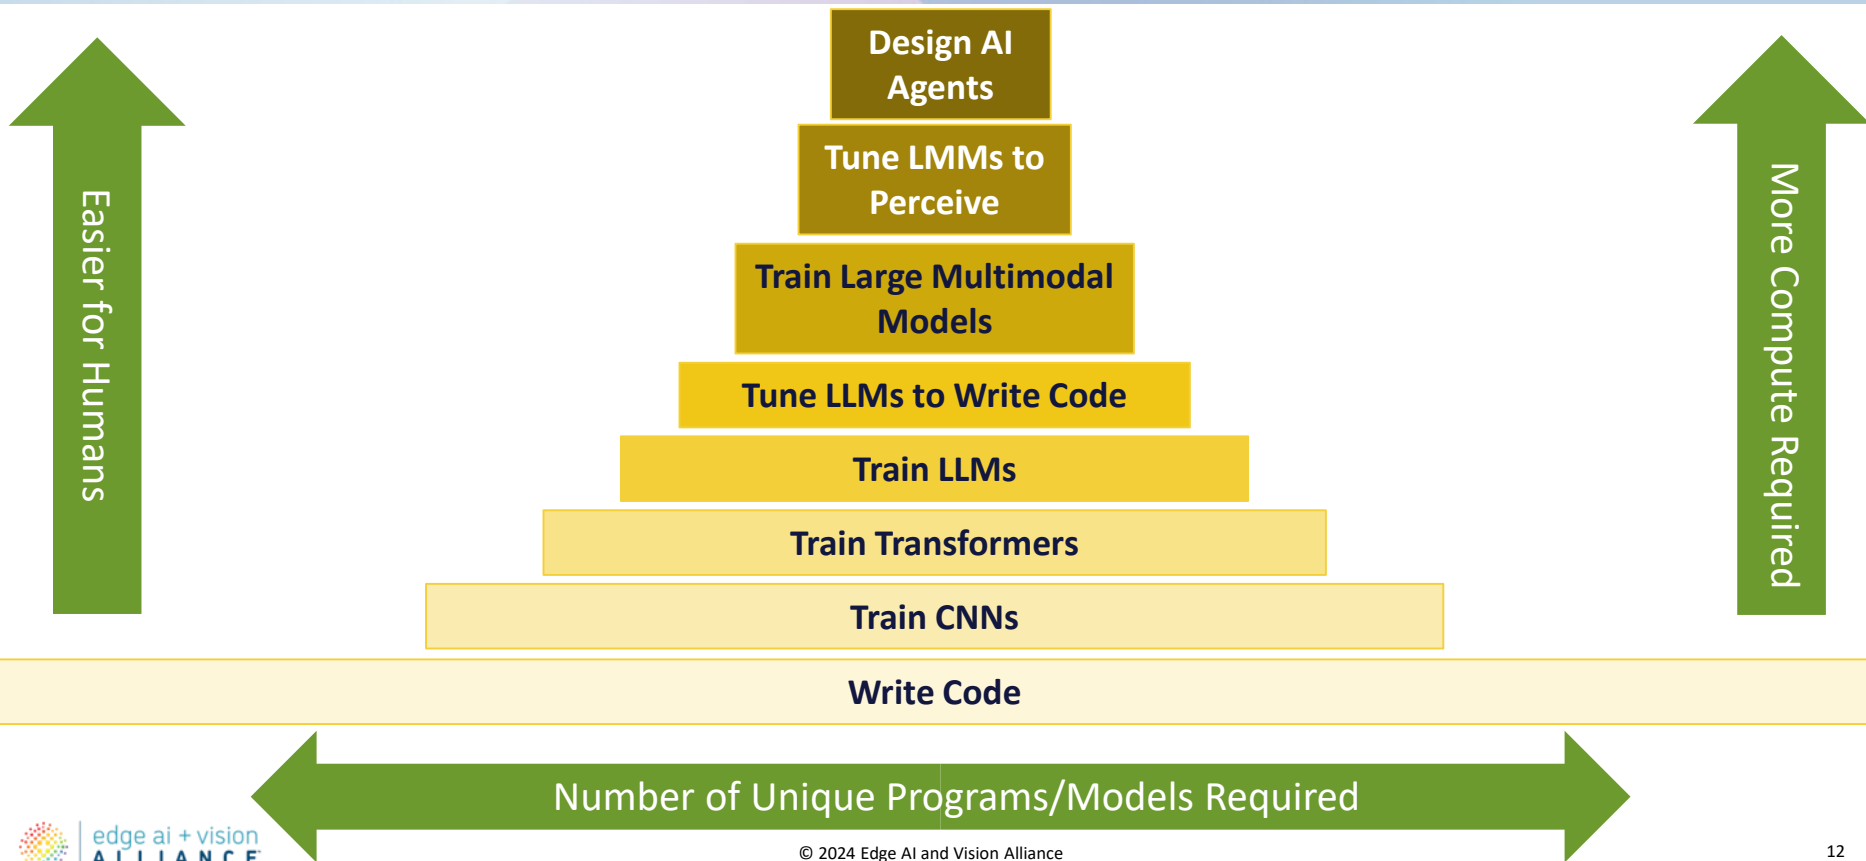 Design AI
Agents
Tune LMMs to
Perceive
Train Large Multimodal
Models
Tune LLMs to Write Code
Train LLMs
Train Transformers
Train CNNs
Write Code
Easier for Humans
More Compute Required
Number of Unique Programs/Models Required
edge ai + vision
ALLIANCE
© 2024 Edge AI and Vision Alliance
12